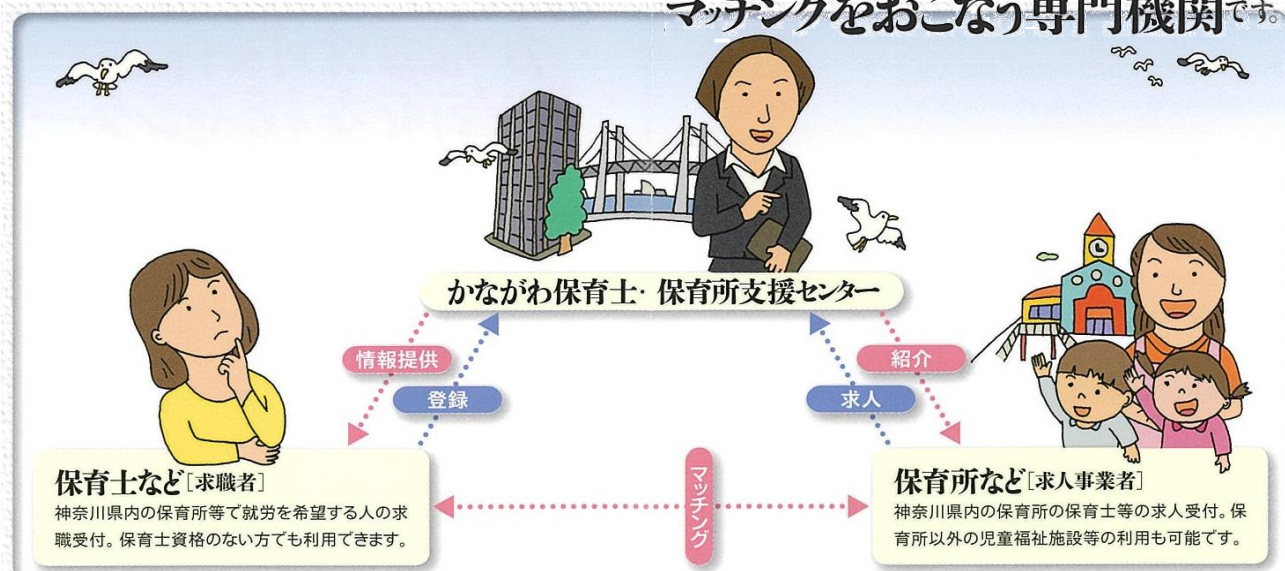 マッチングをおこなう専門機関です。
かながわ保育士・保育所支援センター
情報提供
登録
紹介
求人
保育士など[求職者]
神奈川県内の保育所等で就労を希望する人の求
職受付。保育士資格のない方でも利用できます。
マッチング
保育所など[求人事業者]
神奈川県内の保育所の保育士等の求人受付。保
育所以外の児童福祉施設等の利用も可能です。